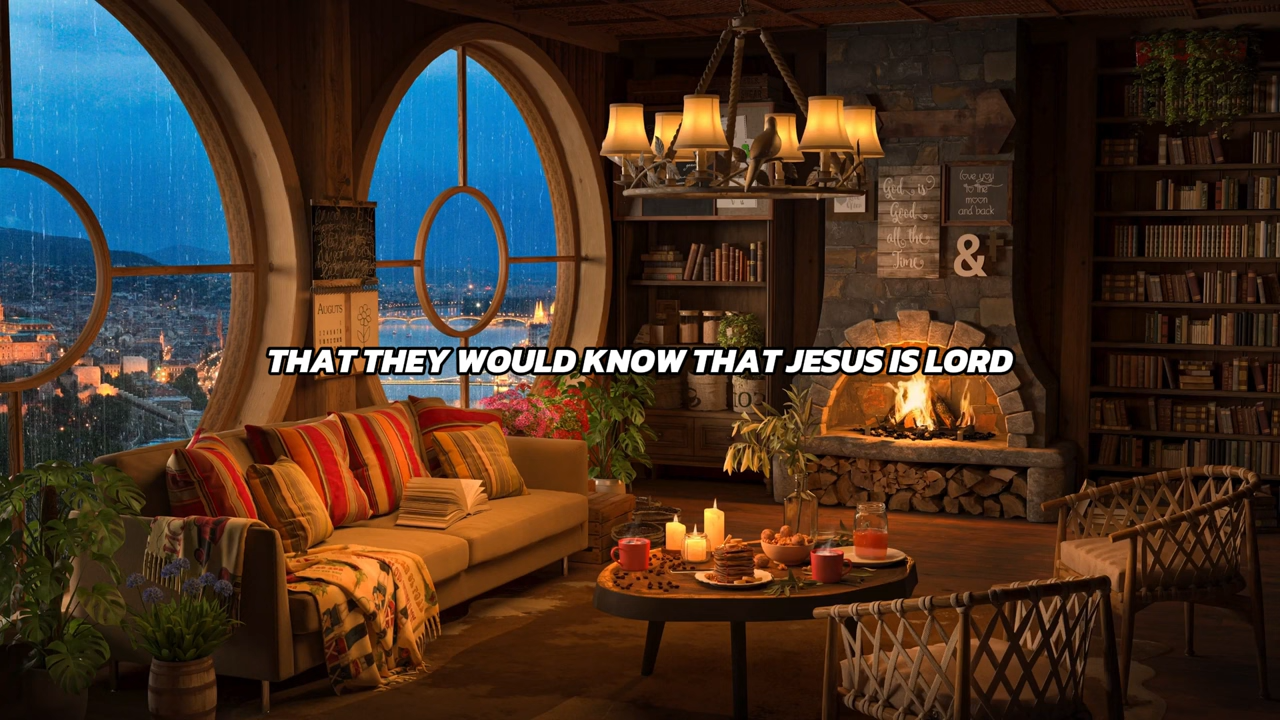 God is
Good
all the
Time
love you
to the
moon
and back
&
AUGUTS
THAT THEY WOULD KNOW THAT JESUS IS LORD